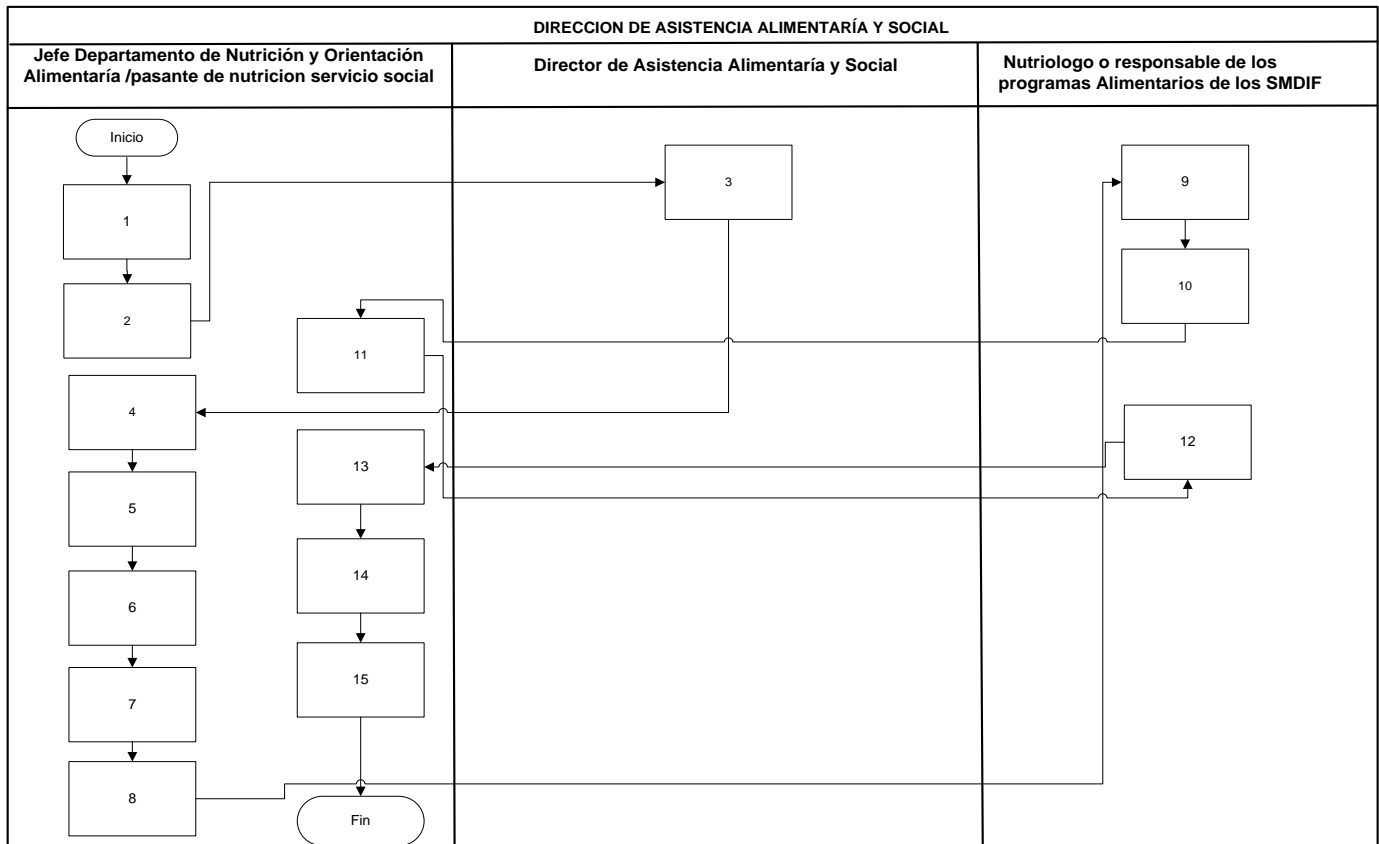 DIRECCION DE ASISTENCIA ALIMENTARÍA Y SOCIAL
Jefe Departamento de Nutrición y Orientación
Alimentaría /pasante de nutricion servicio social
Director de Asistencia Alimentaría y Social
Nutriologo o responsable de los
programas Alimentarios de los SMDIF
Inicio
1
2
3
4
5
6
7
8
9
10
11
12
13
14
15
Fin